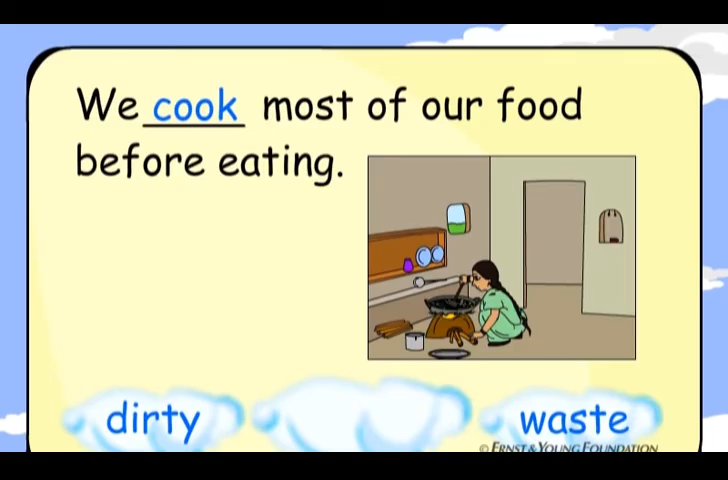 We cook most of our food
before eating.
dirty
waste
© ERNST & YOUNG FOUNDATION